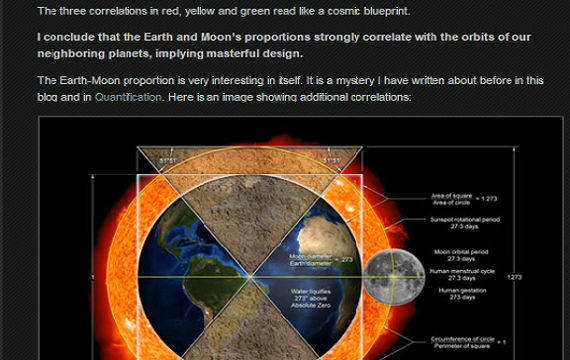 The three correlations in red, yellow and green read like a cosmic blueprint.
I conclude that the Earth and Moon's proportions strongly correlate with the orbits of our
neighboring planets, implying masterful design.
The Earth-Moon proportion is very interesting in itself. It is a mystery I have written about before in this
blog and in Quantification. Here is an image showing additional correlations:
51°51'
51°51'
Area of square
Area of circle
= 1.273
Sunspot rotational period
27.3 days
Moon diameter
Earth diameter
= .273
Moon orbital period
27.3 days
Human menstrual cycle
27.3 days
Human gestation
273 days
1273
Water liquifies
273° above
Absolute Zero
Circumference of circle
Perimeter of square
= 1